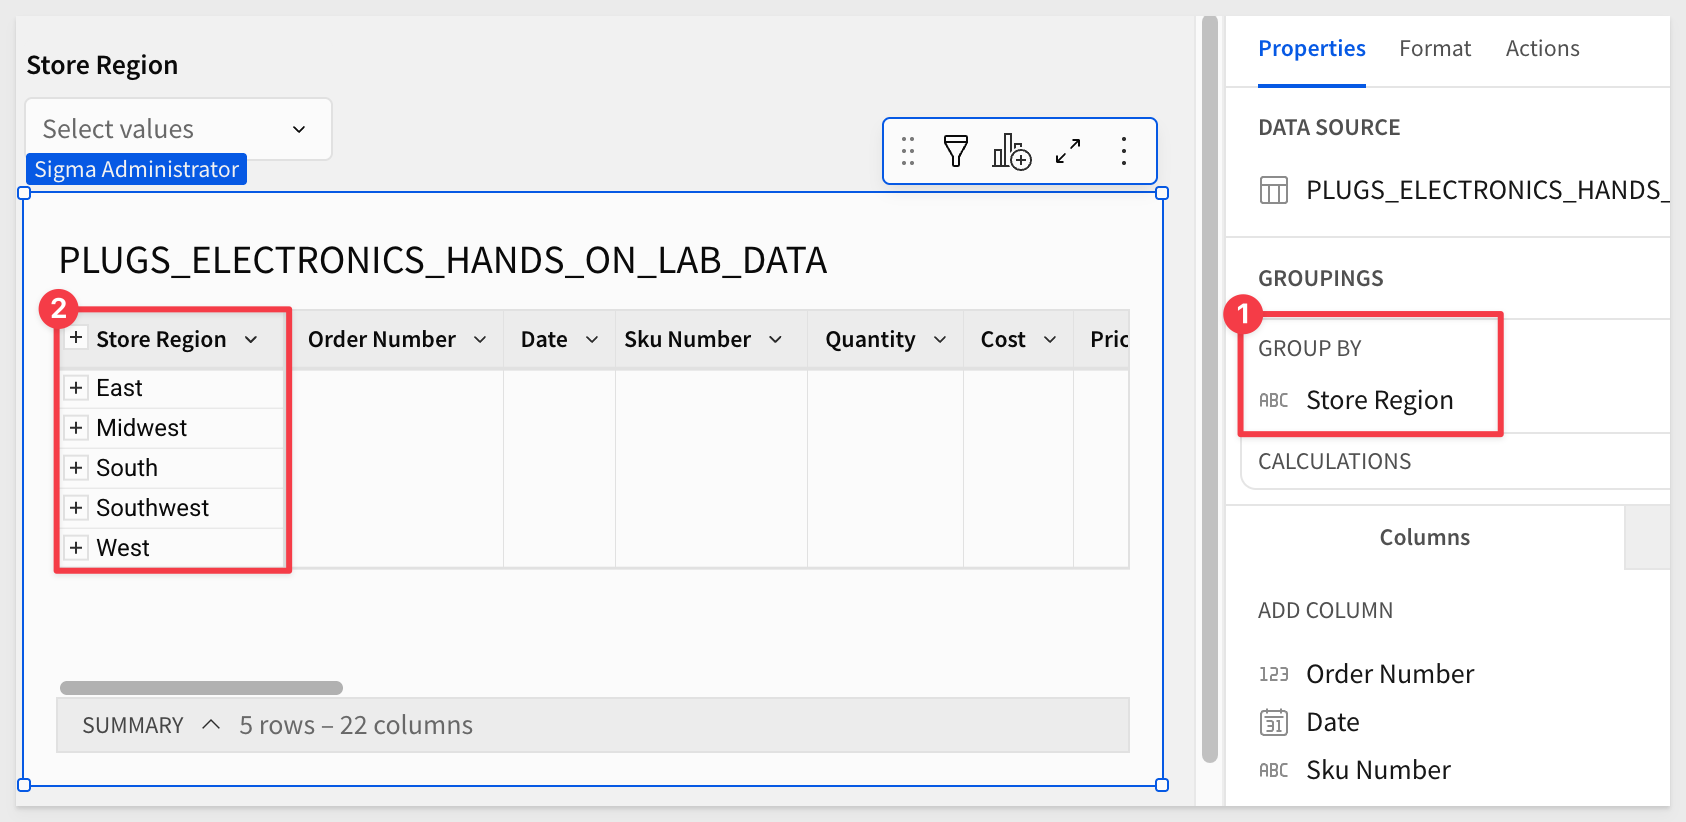 Store Region
Select values
Sigma Administrator
PLUGS_ELECTRONICS_HANDS_ON_LAB_DATA
2
Store Region Order Number Date Sku Number Quantity Cost Pric
East
Midwest
South
Southwest
West
SUMMARY 5 rows – 22 columns
Properties Format Actions
DATA SOURCE
PLUGS_ELECTRONICS_HANDS_
GROUPINGS
1
GROUP BY
ABC Store Region
CALCULATIONS
Columns
ADD COLUMN
123 Order Number
31 Date
ABC Sku Number